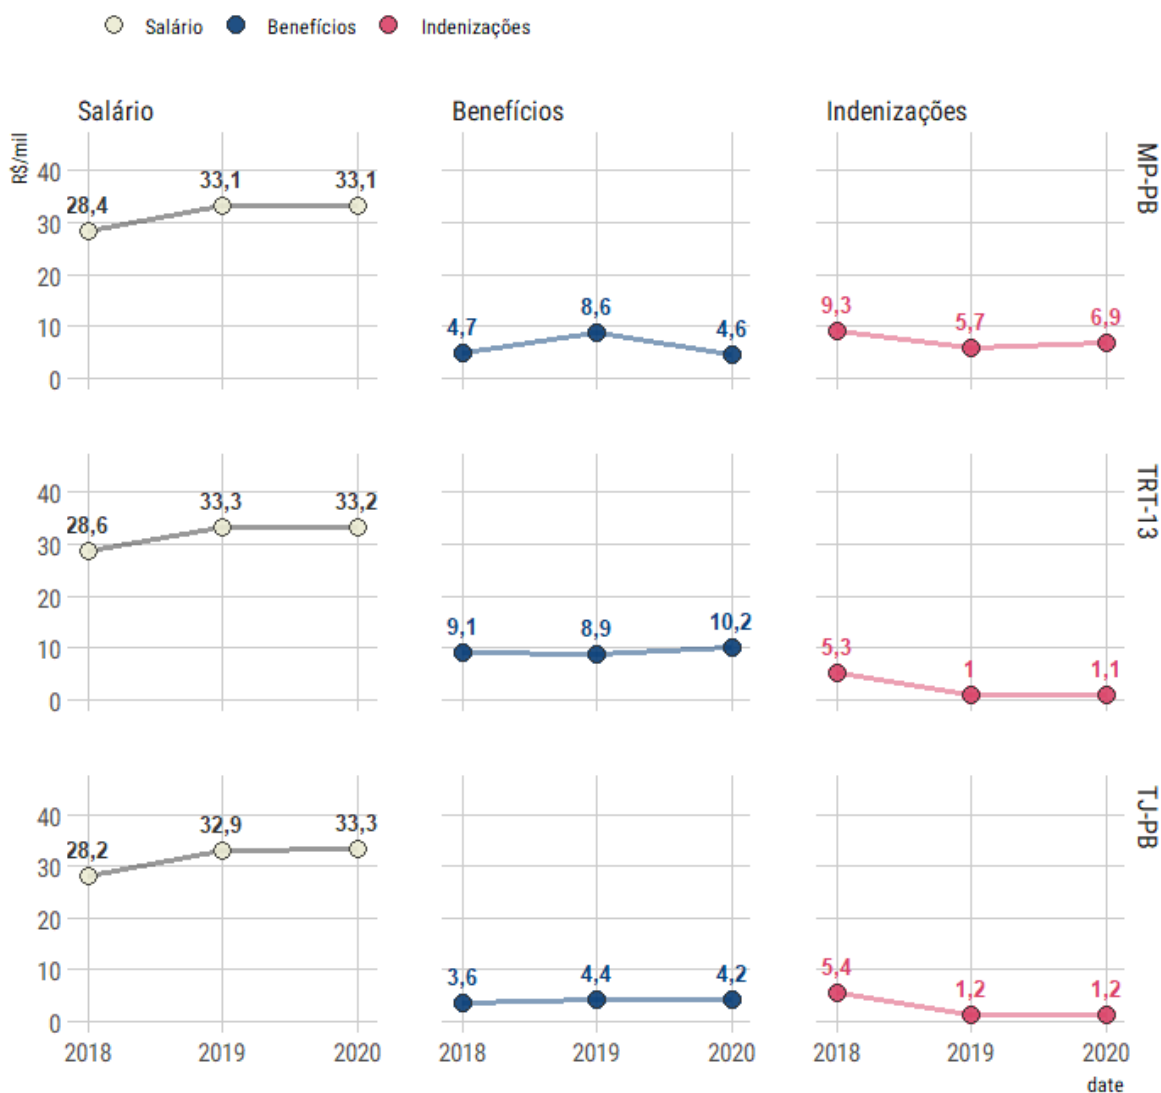 Salário Benefícios Indenizações
Salário Benefícios Indenizações
R$/mil
MP-PB
40
30
20
10
0
28,4 33,1 33,1
4,7 8,6 4,6
9,3 5,7 6,9
TRT-13
40
30
20
10
0
28,6 33,3 33,2
9,1 8,9 10,2
5,3 1 1,1
TJ-PB
40
30
20
10
0
28,2 32,9 33,3
3,6 4,4 4,2
5,4 1,2 1,2
2018 2019 2020 2018 2019 2020 2018 2019 2020
date